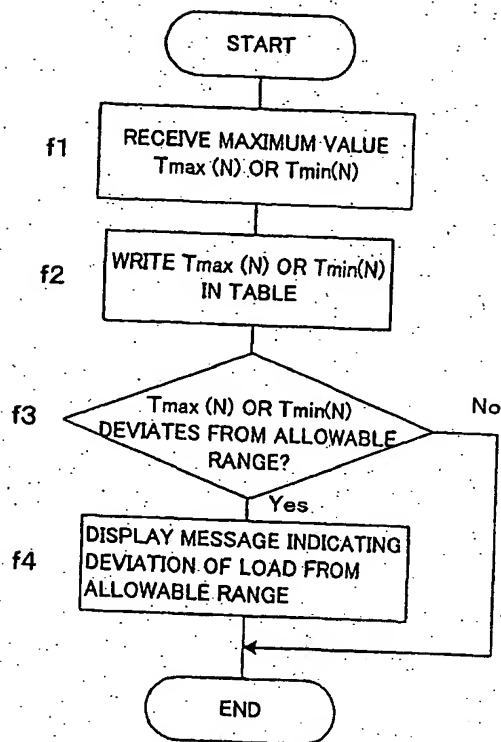 START
f1
RECEIVE MAXIMUM VALUE
Tmax (N) OR Tmin(N)
f2
WRITE Tmax (N) OR Tmin(N)
IN TABLE
f3
Tmax (N) OR Tmin(N)
DEVIATES FROM ALLOWABLE
RANGE?
No
Yes
f4
DISPLAY MESSAGE INDICATING
DEVIATION OF LOAD FROM
ALLOWABLE RANGE
END